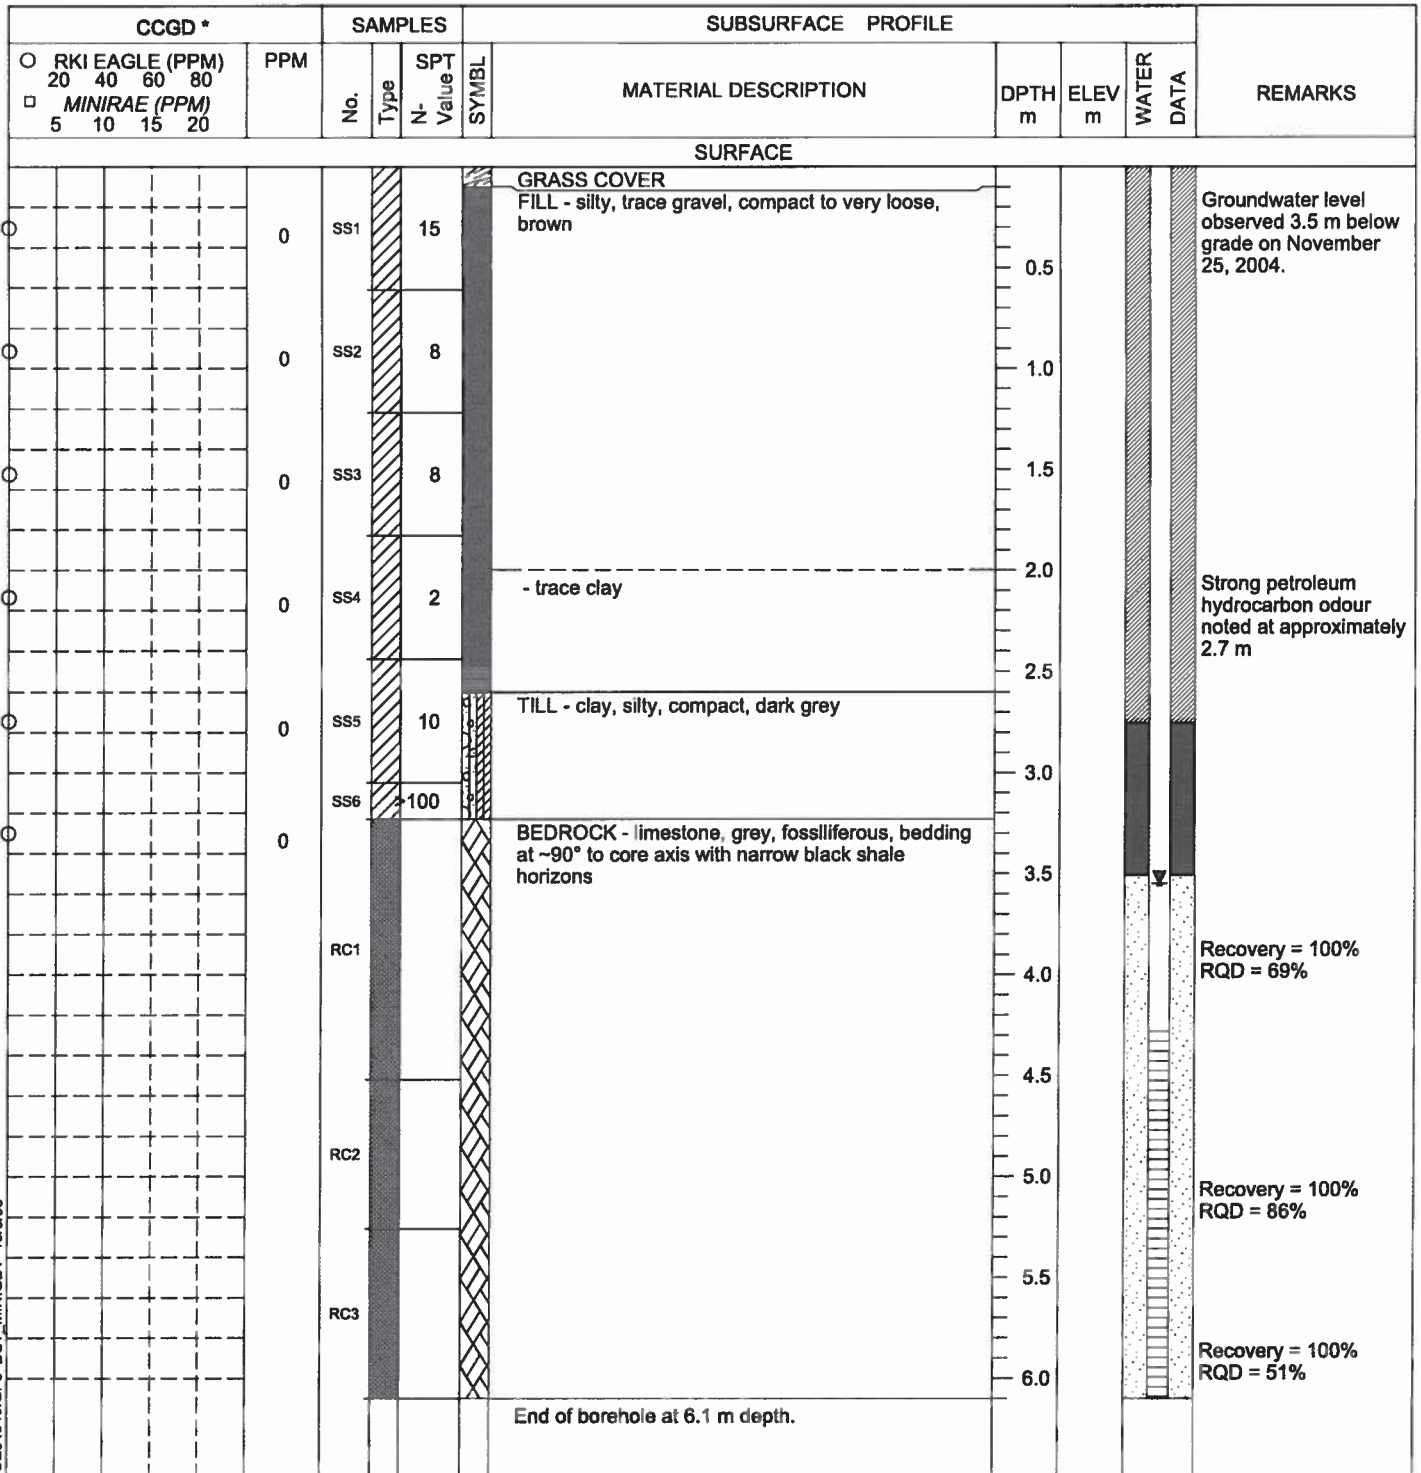 CCGD *
SAMPLES
SUBSURFACE PROFILE
RKI EAGLE (PPM)
20 40 60 80
MINIRAE (PPM)
5 10 15 20
PPM
No.
Type
SPT
N- Value
SYMBL
MATERIAL DESCRIPTION
DPTH
m
ELEV
m
WATER
DATA
REMARKS
SURFACE
GRASS COVER
FILL - silty, trace gravel, compact to very loose,
brown
Groundwater level
observed 3.5 m below
grade on November
25, 2004.
0 SS1 15
0.5
0 SS2 8
1.0
0 SS3 8
1.5
2.0
- trace clay
0 SS4 2
Strong petroleum
hydrocarbon odour
noted at approximately
2.7 m
2.5
TILL - clay, silty, compact, dark grey
0 SS5 10
3.0
SS6 >100
BEDROCK - limestone, grey, fossliferous, bedding
at ~90° to core axis with narrow black shale
horizons
0
3.5
RC1
Recovery = 100%
RQD = 69%
4.0
4.5
RC2
5.0
Recovery = 100%
RQD = 86%
5.5
RC3
Recovery = 100%
RQD = 51%
6.0
End of borehole at 6.1 m depth.